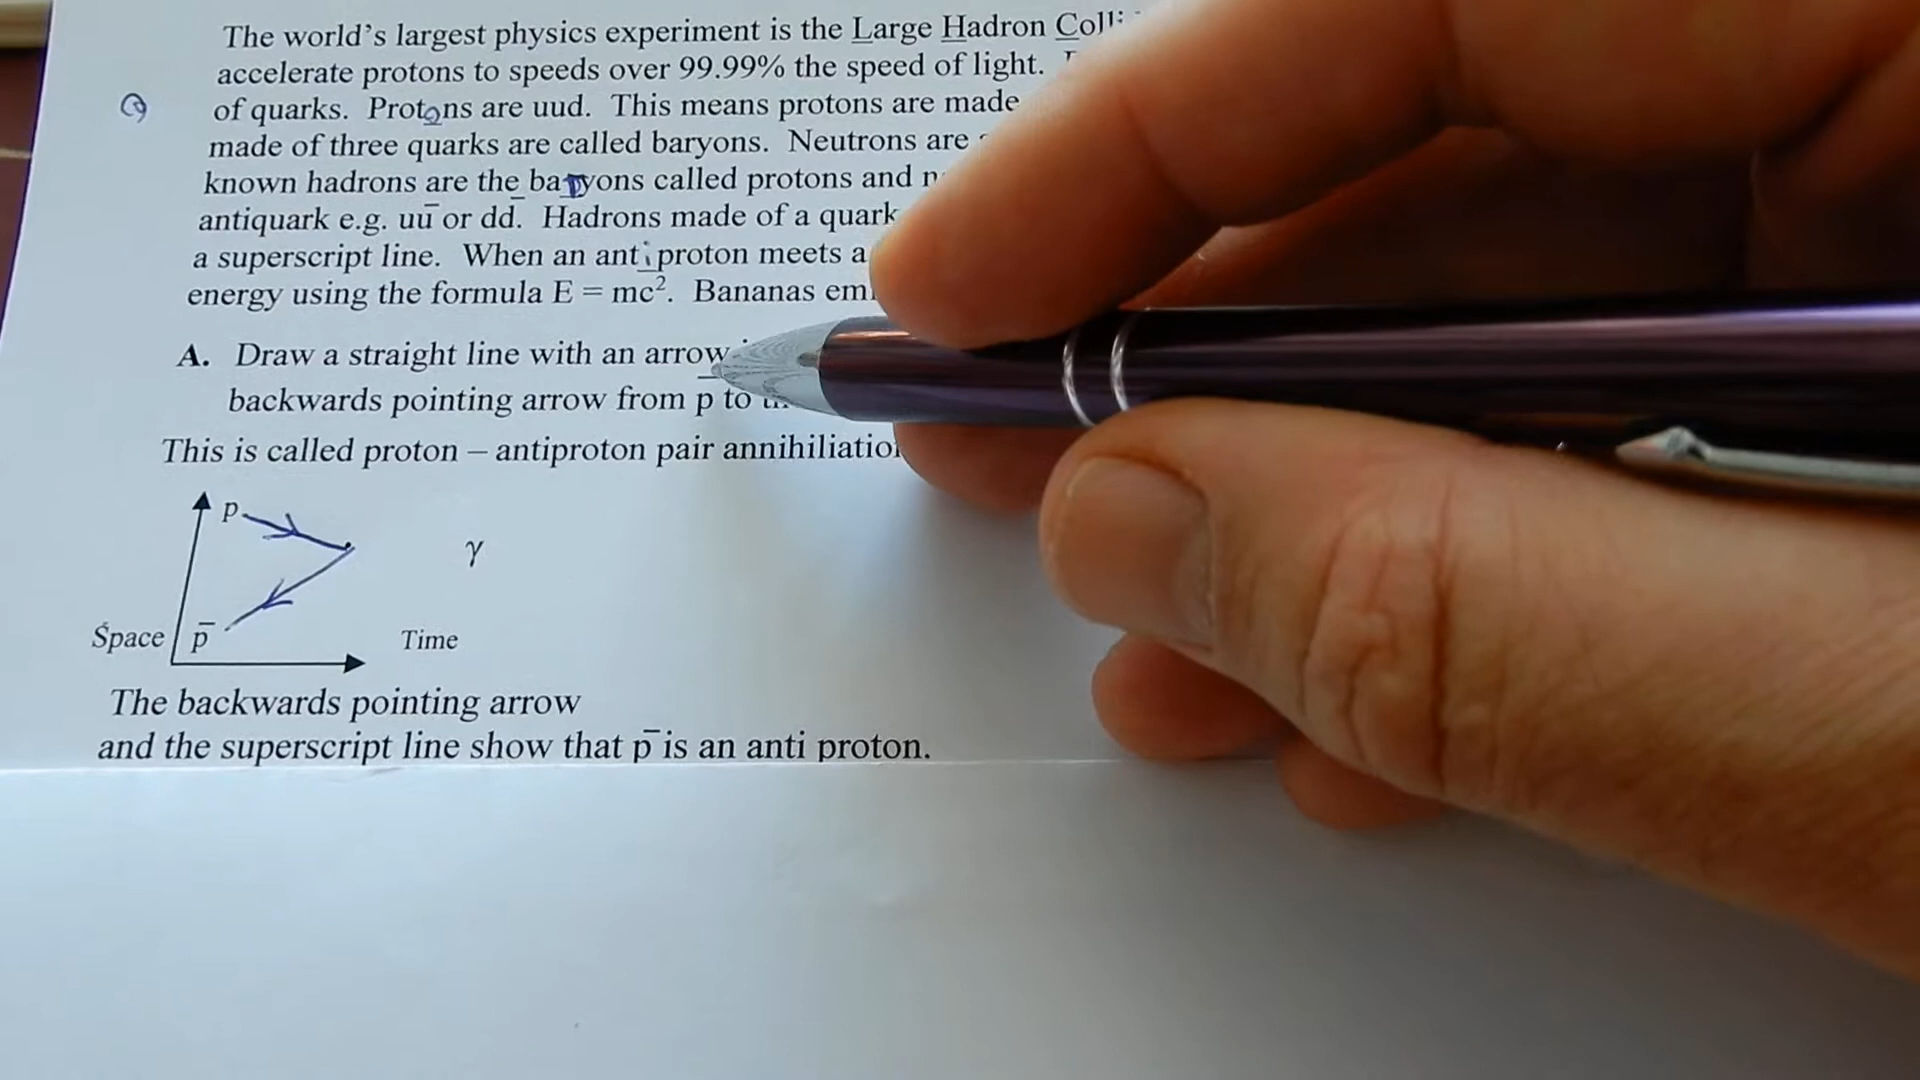 The world's largest physics experiment is the Large Hadron
accelerate protons to speeds over 99.99% the speed of light.
of quarks. Protons are uud. This means protons are made
made of three quarks are called baryons. Neutrons are
known hadrons are the baryons called protons and
antiquark e.g. uu̅ or dd̅. Hadrons made of a quark
a superscript line. When an anti proton meets a
energy using the formula E = mc². Bananas
A. Draw a straight line with an arrow
backwards pointing arrow from p̅ to
This is called proton – antiproton pair
p
γ
Space
p̅
Time
The backwards pointing arrow
and the superscript line show that p̅ is an anti proton.